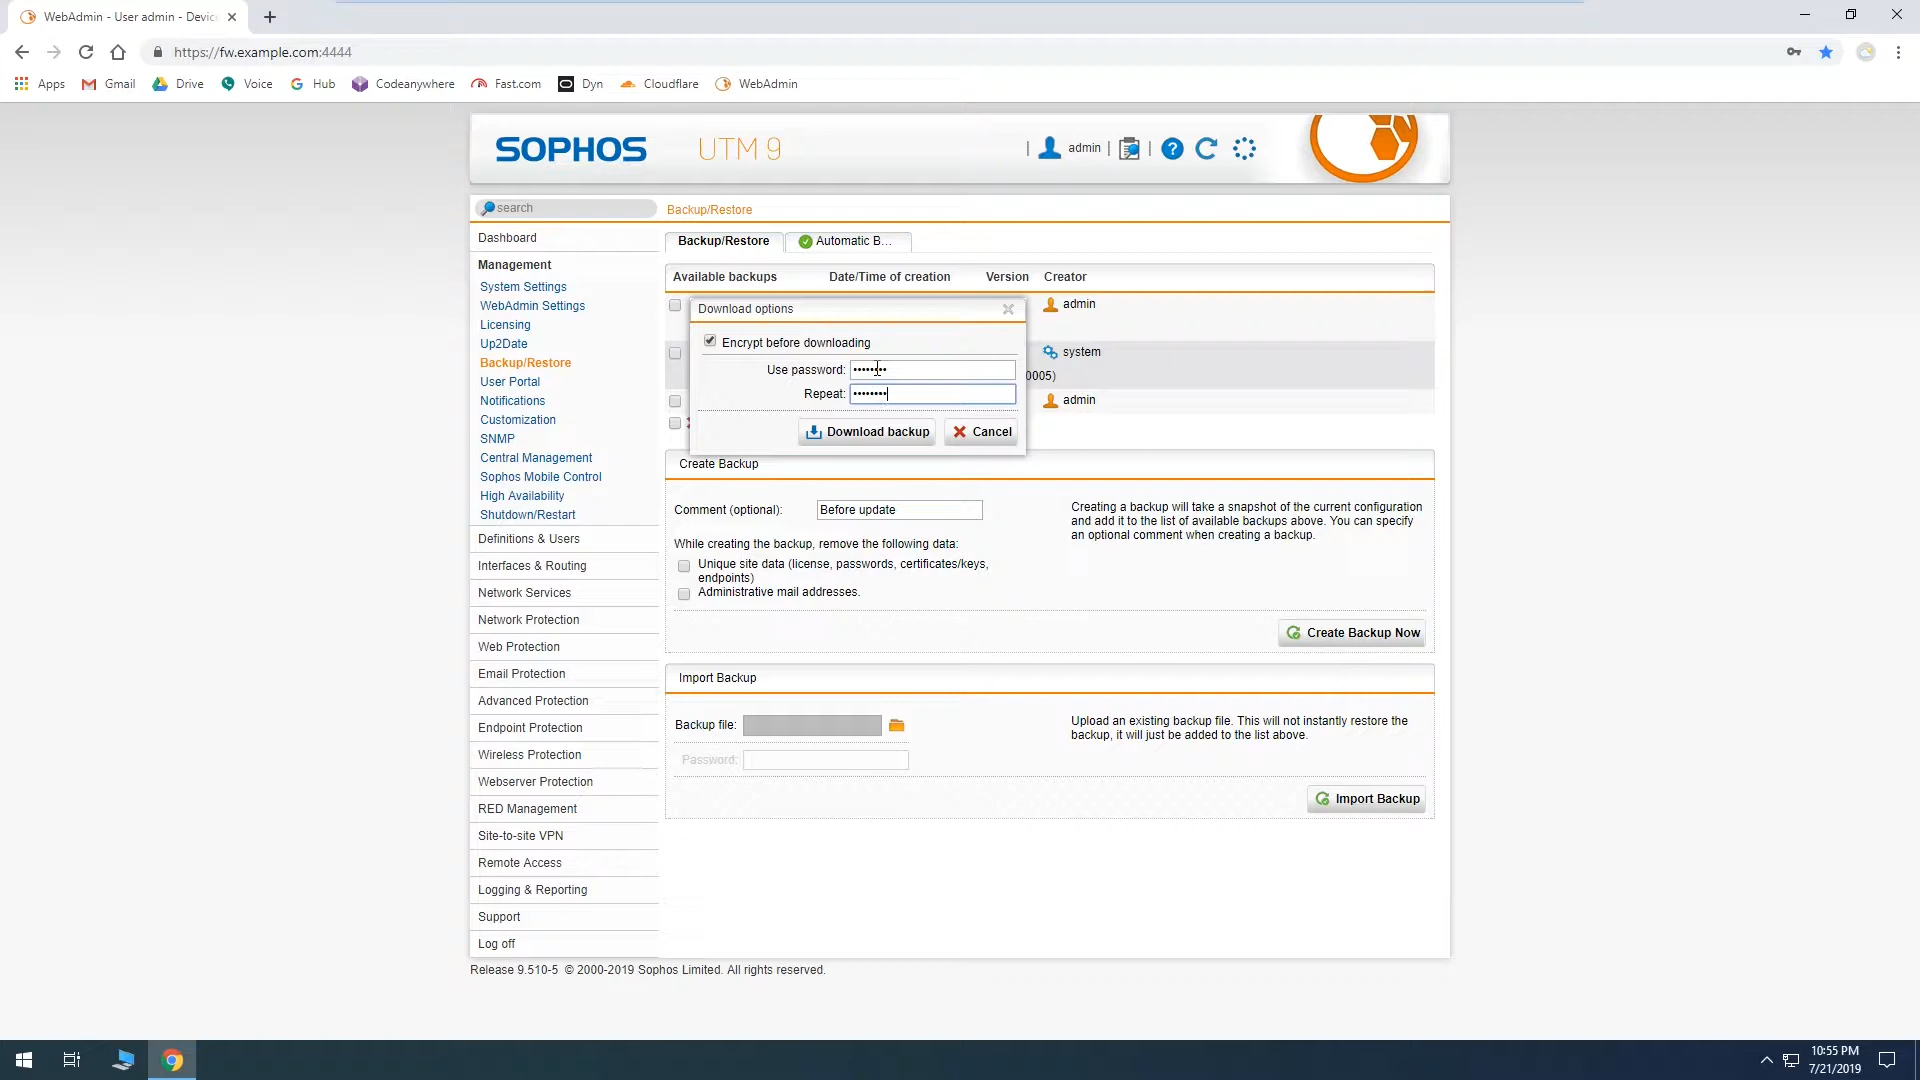 WebAdmin - User admin - Devic
https://fw.example.com:4444
Apps Gmail Drive Voice Hub Codeanywhere Fast.com Dyn Cloudflare WebAdmin
SOPHOS UTM 9
| admin | | ?
search
Backup/Restore
Dashboard
Management
System Settings
WebAdmin Settings
Licensing
Up2Date
Backup/Restore
User Portal
Notifications
Customization
SNMP
Central Management
Sophos Mobile Control
High Availability
Shutdown/Restart
Definitions & Users
Interfaces & Routing
Network Services
Network Protection
Web Protection
Email Protection
Advanced Protection
Endpoint Protection
Wireless Protection
Webserver Protection
RED Management
Site-to-site VPN
Remote Access
Logging & Reporting
Support
Log off
Backup/Restore Automatic B...
Available backups Date/Time of creation Version Creator
admin
system
0005)
admin
Download options
Encrypt before downloading
Use password: ••••••••
Repeat: ••••••••
Download backup Cancel
Create Backup
Comment (optional): Before update
While creating the backup, remove the following data:
Unique site data (license, passwords, certificates/keys,
endpoints)
Administrative mail addresses.
Creating a backup will take a snapshot of the current configuration
and add it to the list of available backups above. You can specify
an optional comment when creating a backup.
Create Backup Now
Import Backup
Backup file:
Password:
Upload an existing backup file. This will not instantly restore the
backup, it will just be added to the list above.
Import Backup
Release 9.510-5 © 2000-2019 Sophos Limited. All rights reserved.
10:55 PM
7/21/2019